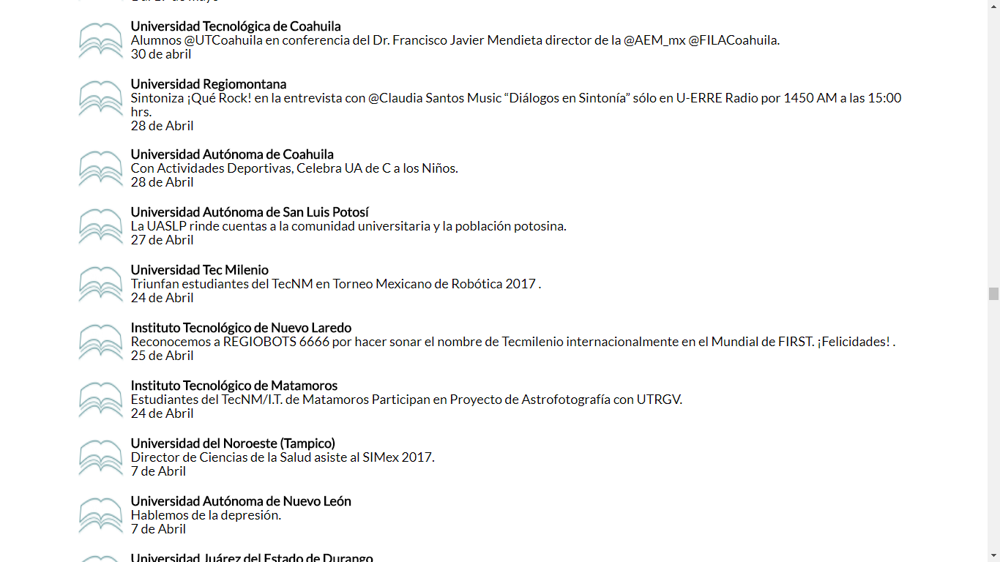 Universidad Tecnológica de Coahuila
Alumnos @UTCoahuila en conferencia del Dr. Francisco Javier Mendieta director de la @AEM_mx @FILACoahuila.
30 de abril
Universidad Regiomontana
Sintoniza ¡Qué Rock! en la entrevista con @Claudia Santos Music “Diálogos en Sintonía” sólo en U-ERRE Radio por 1450 AM a las 15:00
hrs.
28 de Abril
Universidad Autónoma de Coahuila
Con Actividades Deportivas, Celebra UA de C a los Niños.
28 de Abril
Universidad Autónoma de San Luis Potosí
La UASLP rinde cuentas a la comunidad universitaria y la población potosina.
27 de Abril
Universidad Tec Milenio
Triunfan estudiantes del TecNM en Torneo Mexicano de Robótica 2017 .
24 de Abril
Instituto Tecnológico de Nuevo Laredo
Reconocemos a REGIOBOTS 6666 por hacer sonar el nombre de Tecmilenio internacionalmente en el Mundial de FIRST. ¡Felicidades! .
25 de Abril
Instituto Tecnológico de Matamoros
Estudiantes del TecNM/I.T. de Matamoros Participan en Proyecto de Astrofotografía con UTRGV.
24 de Abril
Universidad del Noroeste (Tampico)
Director de Ciencias de la Salud asiste al SIMex 2017.
7 de Abril
Universidad Autónoma de Nuevo León
Hablemos de la depresión.
7 de Abril
Universidad Juárez del Estado de Durango